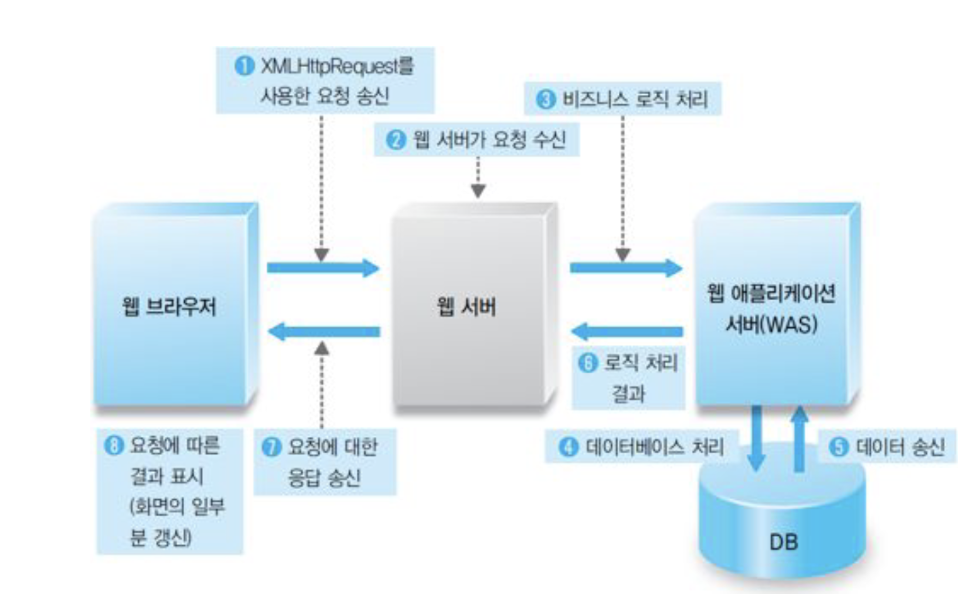 ❶ XMLHttpRequest를
사용한 요청 송신
❸ 비즈니스 로직 처리
❷ 웹 서버가 요청 수신
웹 브라우저
웹 서버
웹 애플리케이션
서버(WAS)
❻ 로직 처리
결과
❽ 요청에 따른
결과 표시
(화면의 일부
분 갱신)
❼ 요청에 대한
응답 송신
❹ 데이터베이스 처리
❺ 데이터 송신
DB